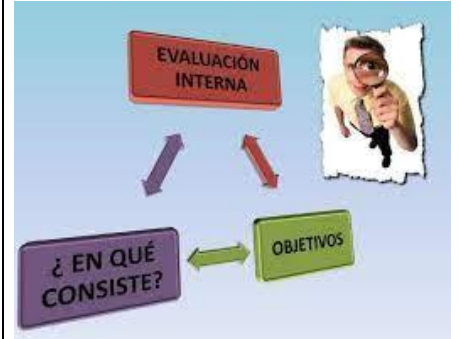 EVALUACIÓN
INTERNA
¿ EN QUÉ
CONSISTE?
OBJETIVOS